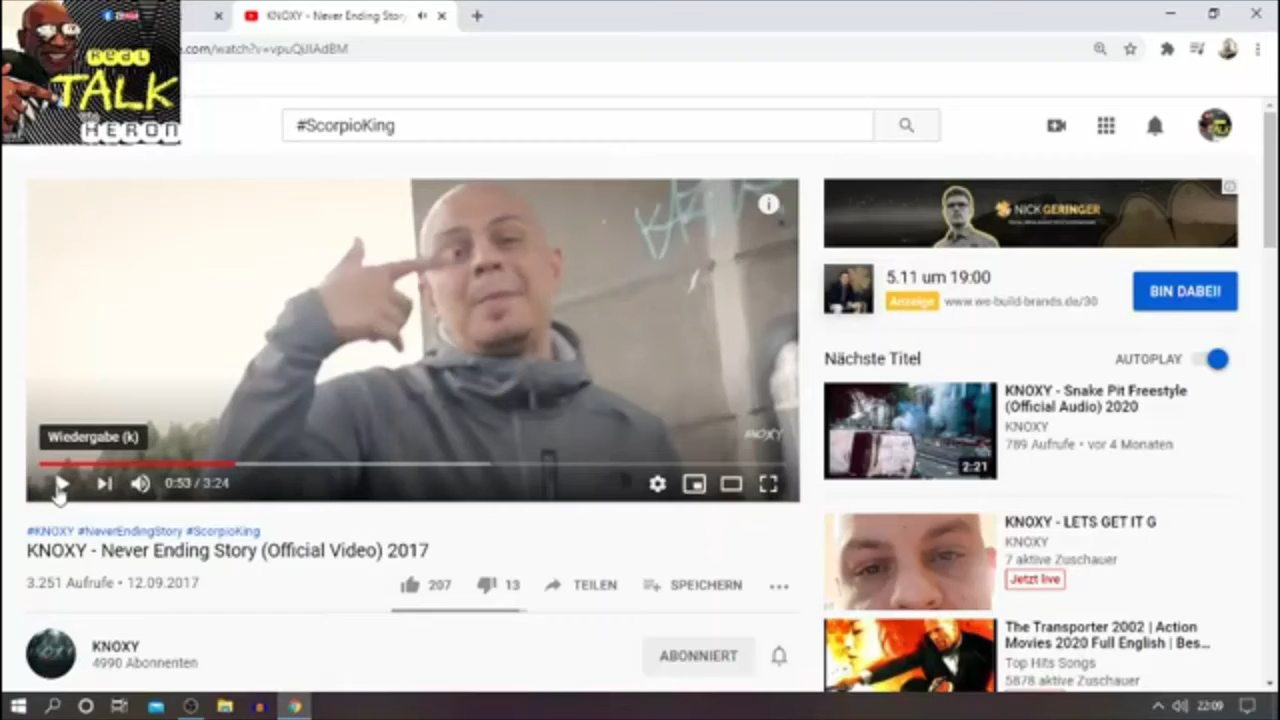 KNOXY - Never Ending Story
.com/watch?v=vpuQiJIAdBM
REAL
TALK
HERON
#ScorpioKing
KNOXY
Wiedergabe (k)
0:53 / 3:24
#KNOXY #NeverEndingStory #ScorpioKing
KNOXY - Never Ending Story (Official Video) 2017
3.251 Aufrufe • 12.09.2017
207
13
TEILEN
SPEICHERN
KNOXY
4990 Abonnenten
ABONNIERT
NICKGERINGER
5.11 um 19:00
Anzeige
www.we-build-brands.de/30
BIN DABEI!
Nächste Titel
AUTOPLAY
2:21
KNOXY - Snake Pit Freestyle
(Official Audio) 2020
KNOXY
789 Aufrufe • vor 4 Monaten
KNOXY - LETS GET IT G
KNOXY
7 aktive Zuschauer
Jetzt live
The Transporter 2002 | Action
Movies 2020 Full English | Bes...
Top Hits Songs
5878 aktive Zuschauer
22:09